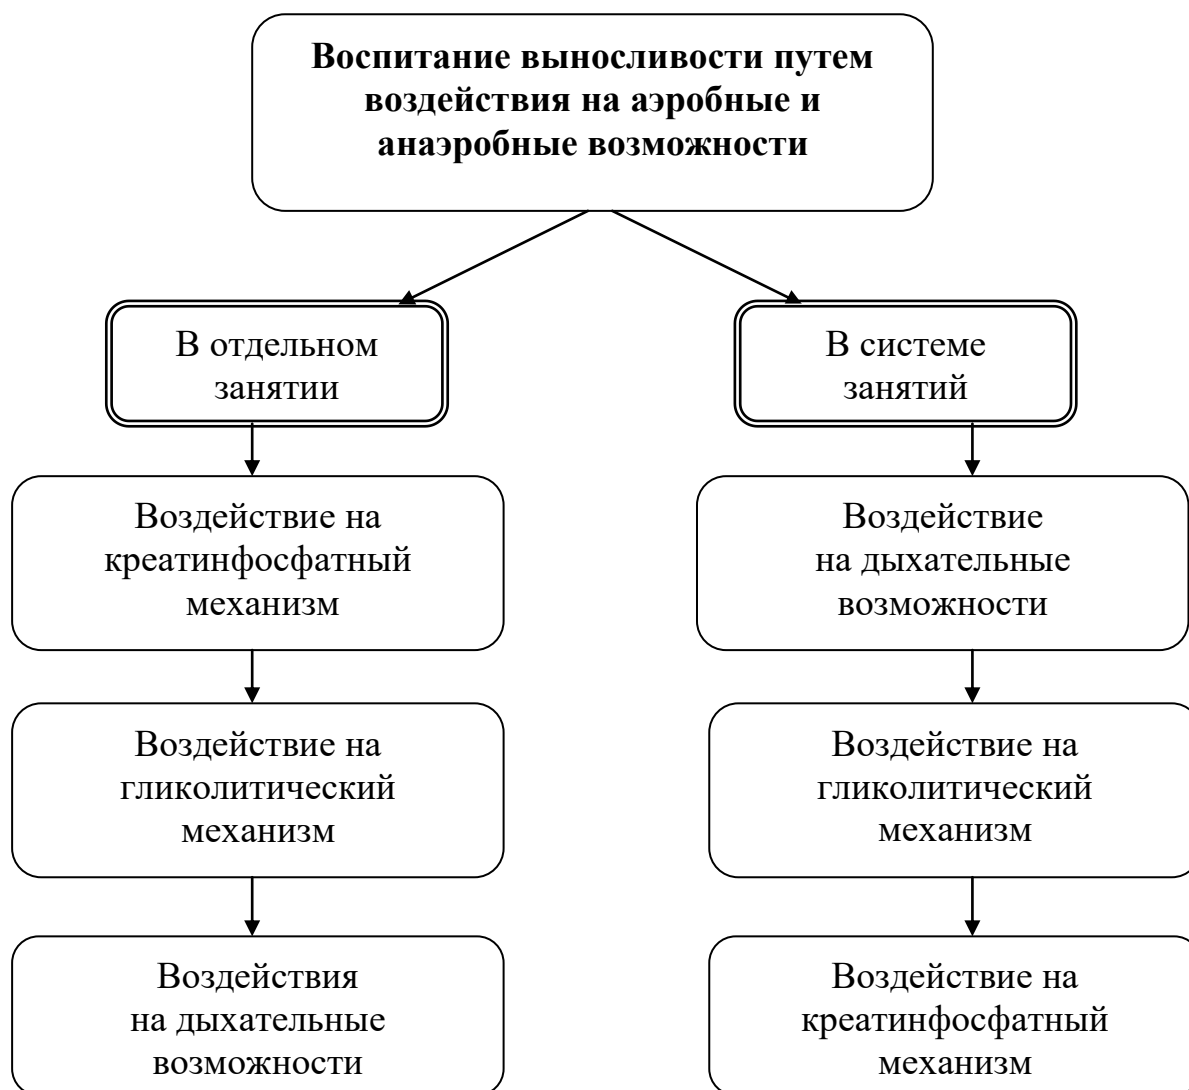 Воспитание выносливости путем
воздействия на аэробные и
анаэробные возможности
В отдельном
занятии
Воздействие на
креатинфосфатный
механизм
Воздействие на
гликолитический
механизм
Воздействия
на дыхательные
возможности
В системе
занятий
Воздействие
на дыхательные
возможности
Воздействие на
гликолитический
механизм
Воздействие на
креатинфосфатный
механизм